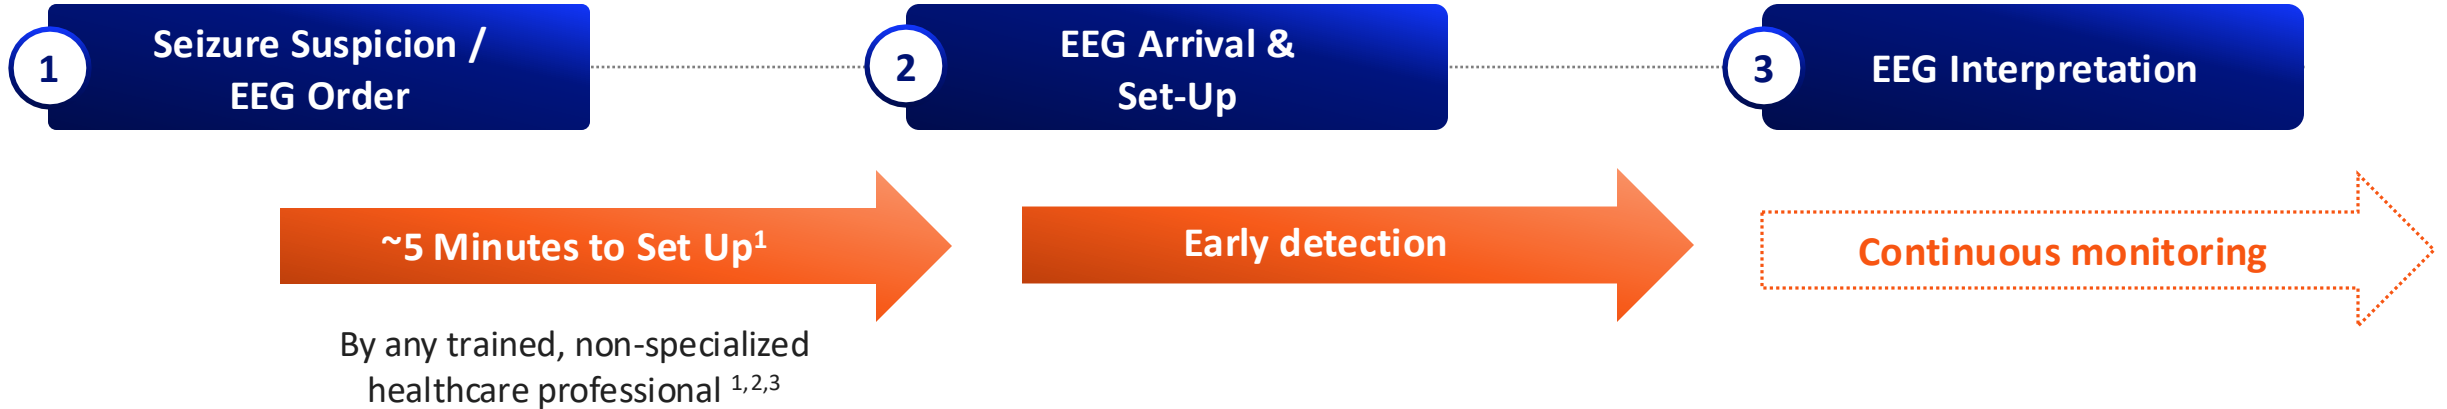 1
Seizure Suspicion /
EEG Order
2
EEG Arrival &
Set-Up
3
EEG Interpretation
~5 Minutes to Set Up1
Early detection
Continuous monitoring
By any trained, non-specialized
healthcare professional 1,2,3